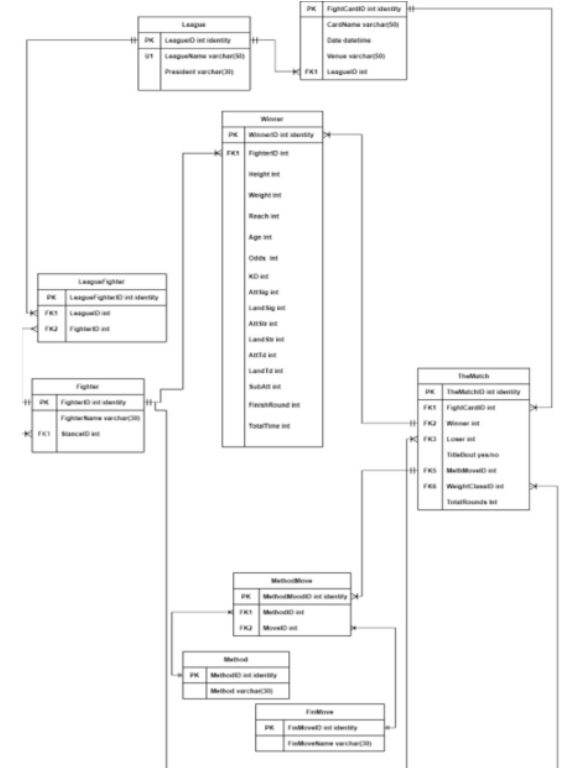 League
PK LeagueID int identity
U1 LeagueName varchar(50)
President varchar(30)
PK FightCardID int identity
CardName varchar(50)
Date datetime
Venue varchar(50)
FK1 LeagueID int
Winner
PK WinnerID int identity
FK1 FighterID int
Height int
Weight int
Reach int
Age int
Odds int
KD int
AttSig int
LandSig int
AttStr int
LandStr int
AttTd int
LandTd int
SubAtt int
FinishRound int
TotalTime int
LeagueFighter
PK LeagueFighterID int identity
FK1 LeagueID int
FK2 FighterID int
Fighter
PK FighterID int identity
FighterName varchar(30)
FK1 StanceID int
TheMatch
PK TheMatchID int identity
FK1 FightCardID int
FK2 Winner int
FK3 Loser int
TitleBout yes/no
FK5 MethMoveID int
FK6 WeightClassID int
TotalRounds int
MethodMove
PK MethodMoodID int identity
FK1 MethodID int
FK2 MoveID int
Method
PK MethodID int identity
Method varchar(30)
FinMove
PK FinMoveID int identity
FinMoveName varchar(30)